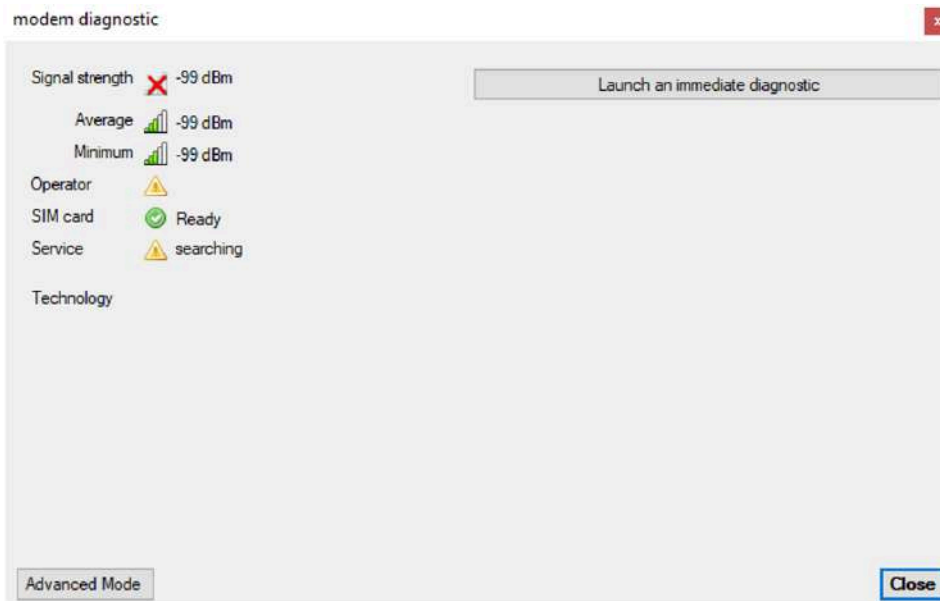 modem diagnostic
x
Signal strength -99 dBm
Launch an immediate diagnostic
Average -99 dBm
Minimum -99 dBm
Operator
SIM card Ready
Service searching
Technology
Advanced Mode
Close